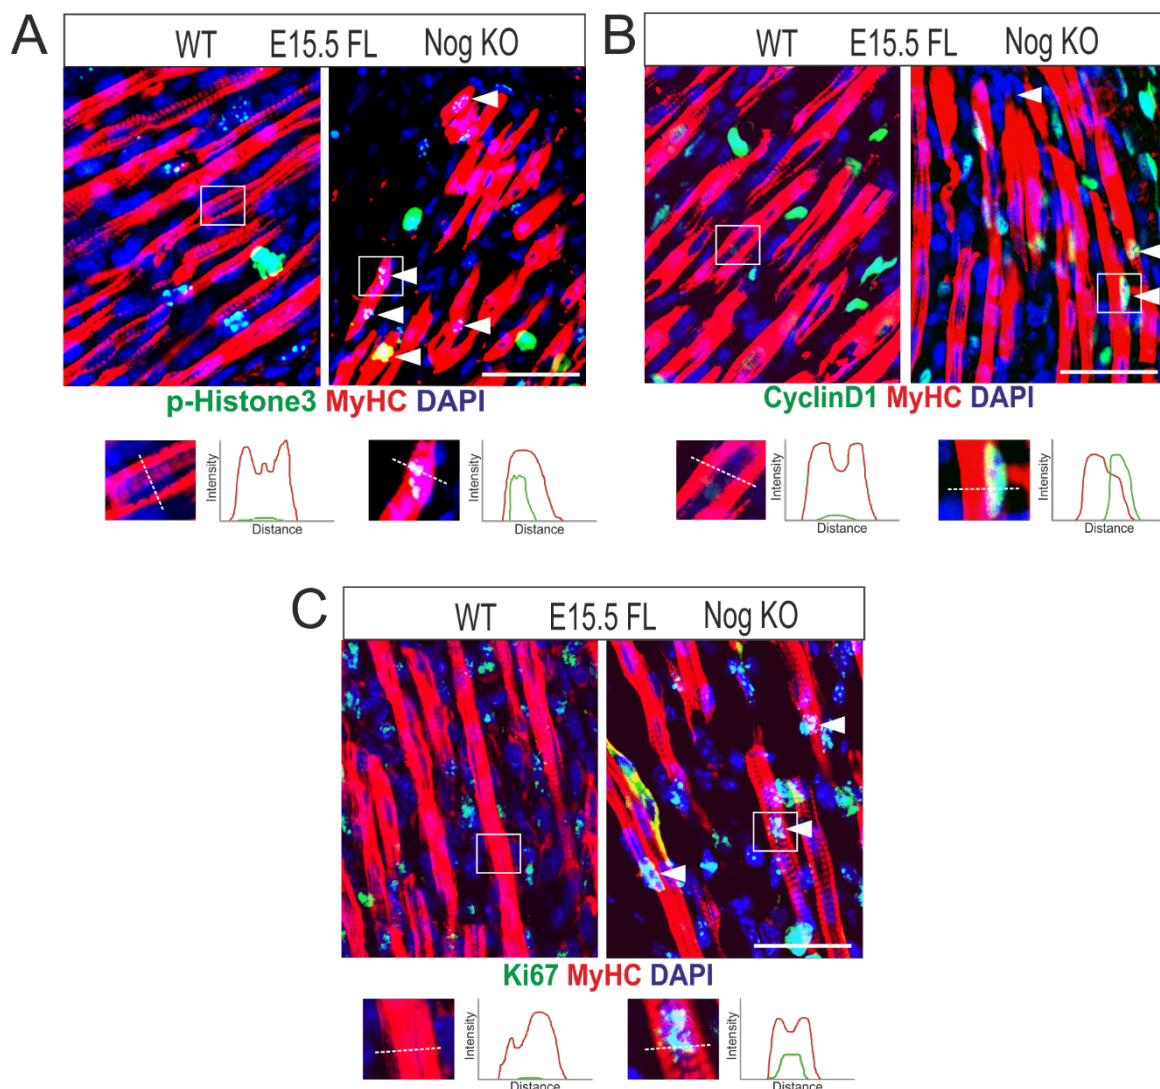 A
WT E15.5 FL Nog KO
p-Histone3 MyHC DAPI
Intensity
Distance
Intensity
Distance
B
WT E15.5 FL Nog KO
CyclinD1 MyHC DAPI
Intensity
Distance
Intensity
Distance
C
WT E15.5 FL Nog KO
Ki67 MyHC DAPI
Intensity
Distance
Intensity
Distance